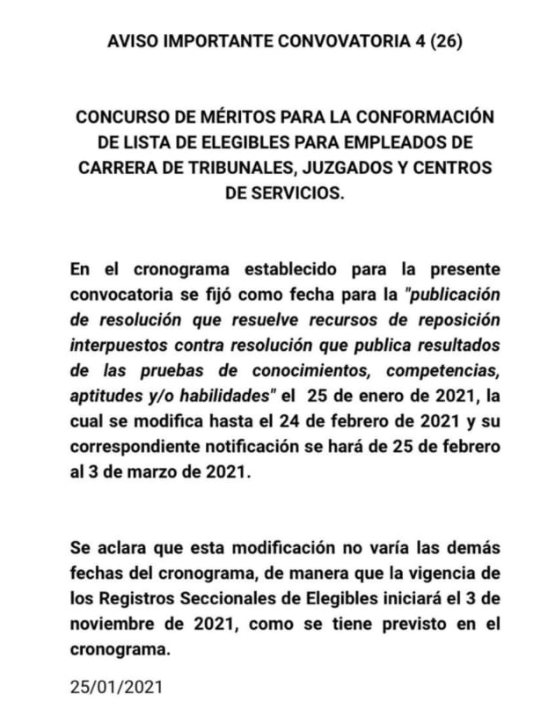 AVISO IMPORTANTE CONVOVATORIA 4 (26)
CONCURSO DE MÉRITOS PARA LA CONFORMACIÓN
DE LISTA DE ELEGIBLES PARA EMPLEADOS DE
CARRERA DE TRIBUNALES, JUZGADOS Y CENTROS
DE SERVICIOS.
En el cronograma establecido para la presente
convocatoria se fijó como fecha para la "publicación
de resolución que resuelve recursos de reposición
interpuestos contra resolución que publica resultados
de las pruebas de conocimientos, competencias,
aptitudes y/o habilidades" el 25 de enero de 2021, la
cual se modifica hasta el 24 de febrero de 2021 y su
correspondiente notificación se hará de 25 de febrero
al 3 de marzo de 2021.
Se aclara que esta modificación no varía las demás
fechas del cronograma, de manera que la vigencia de
los Registros Seccionales de Elegibles iniciará el 3 de
noviembre de 2021, como se tiene previsto en el
cronograma.
25/01/2021